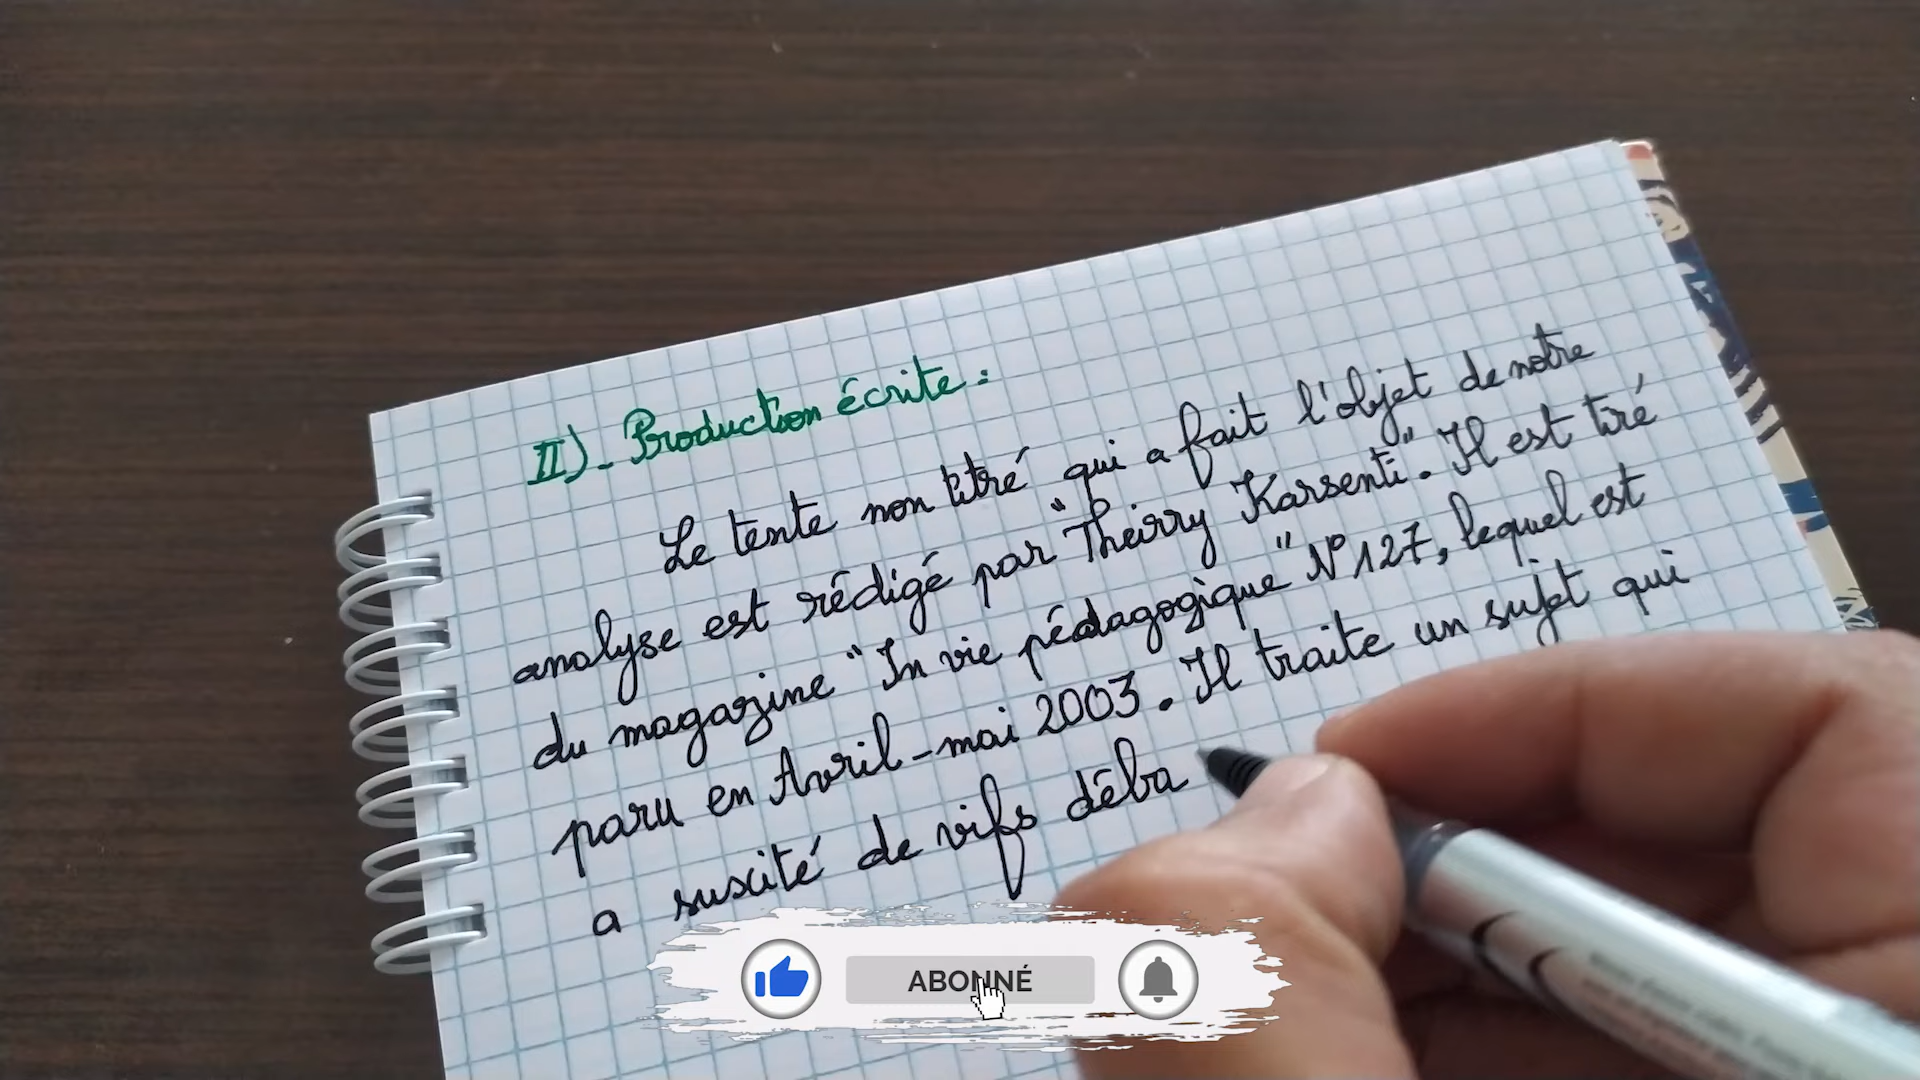 II)- Production écrite :
Le texte non titré qui a fait l'objet de notre
analyse est rédigé par "Theirry Karsenti". Il est tiré
du magazine "In vie pédagogique" N° 127, lequel est
paru en Avril-mai 2003. Il traite un sujet qui
a suscité de vifs déba
ABONNÉ